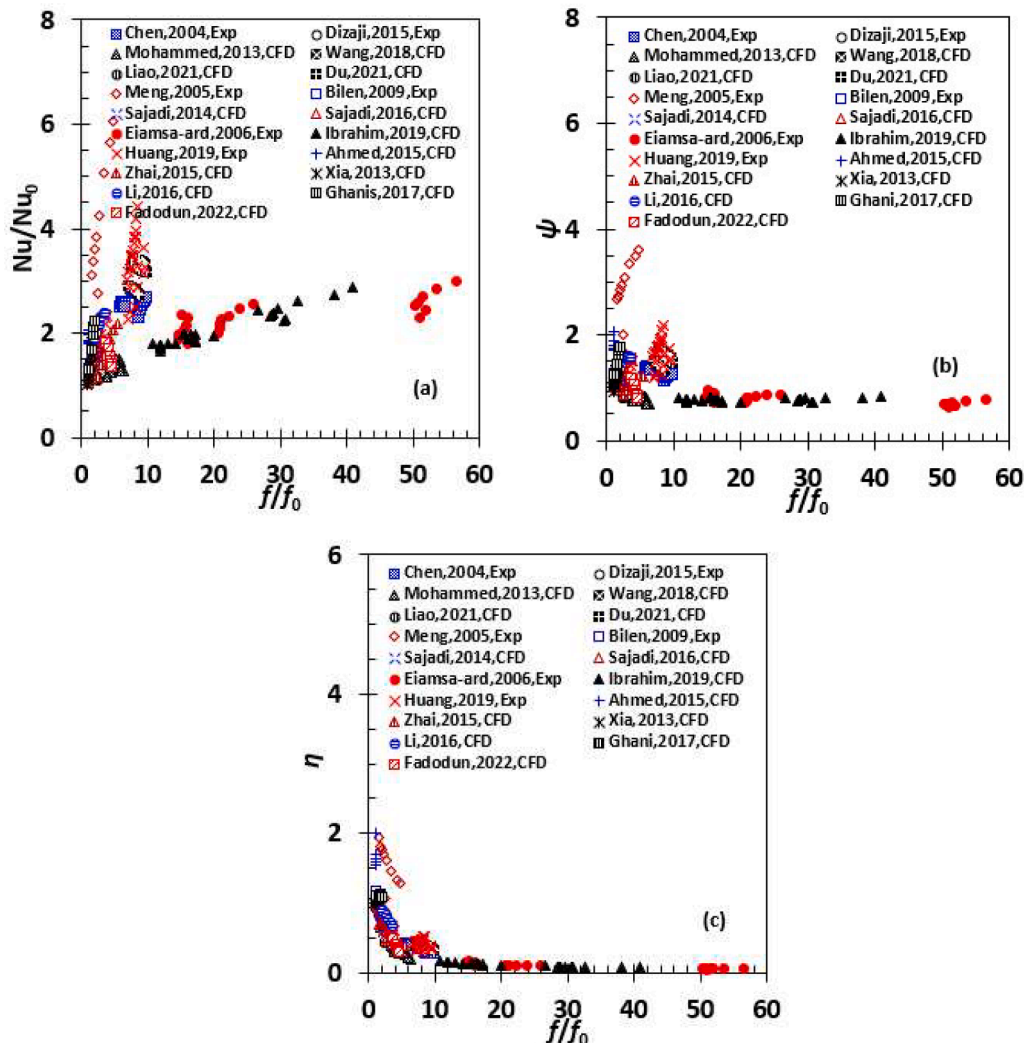 8
6
4
2
0
Nu/Nu0
Chen,2004,Exp Dizaji,2015,Exp
Mohammed,2013,CFD Wang,2018,CFD
Liao,2021,CFD Du,2021,CFD
Meng,2005,Exp Bilen,2009,Exp
Sajadi,2014,CFD Sajadi,2016,CFD
Eiamsa-ard,2006,Exp Ibrahim,2019,CFD
Huang,2019,Exp Ahmed,2015,CFD
Zhai,2015,CFD Xia,2013,CFD
Li,2016,CFD Ghanis,2017,CFD
Fadodun,2022,CFD
(a)
0 10 20 30 40 50 60
f/f0
8
6
4
2
0
ψ
Chen,2004,Exp Dizaji,2015,Exp
Mohammed,2013,CFD Wang,2018,CFD
Liao,2021,CFD Du,2021,CFD
Meng,2005,Exp Bilen,2009,Exp
Sajadi,2014,CFD Sajadi,2016,CFD
Eiamsa-ard,2006,Exp Ibrahim,2019,CFD
Huang,2019,Exp Ahmed,2015,CFD
Zhai,2015,CFD Xia,2013,CFD
Li,2016,CFD Ghani,2017,CFD
Fadodun,2022,CFD
(b)
0 10 20 30 40 50 60
f/f0
6
4
2
0
η
Chen,2004,Exp Dizaji,2015,Exp
Mohammed,2013,CFD Wang,2018,CFD
Liao,2021,CFD Du,2021,CFD
Meng,2005,Exp Bilen,2009,Exp
Sajadi,2014,CFD Sajadi,2016,CFD
Eiamsa-ard,2006,Exp Ibrahim,2019,CFD
Huang,2019,Exp Ahmed,2015,CFD
Zhai,2015,CFD Xia,2013,CFD
Li,2016,CFD Ghani,2017,CFD
Fadodun,2022,CFD
(c)
0 10 20 30 40 50 60
f/f0